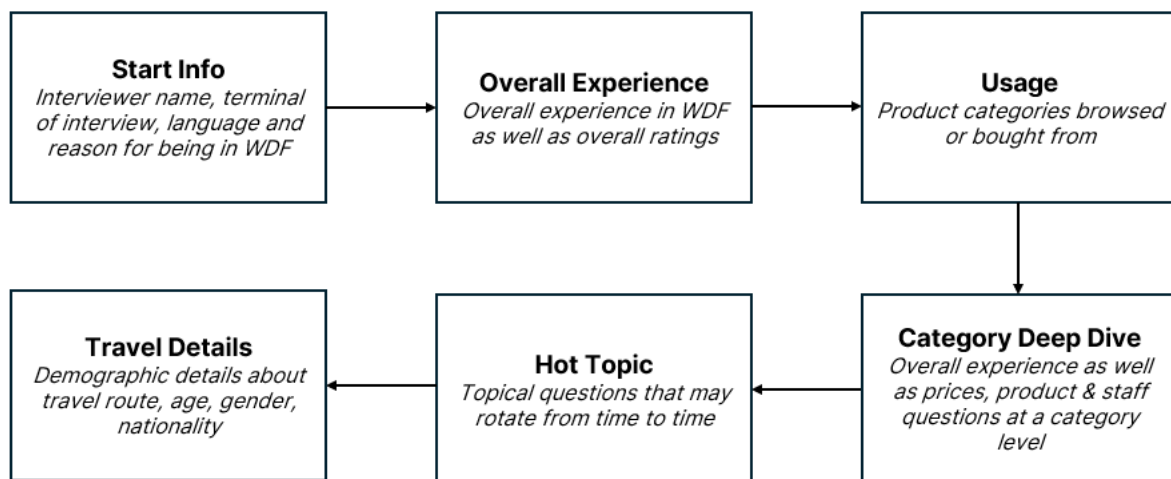 Start Info
Interviewer name, terminal
of interview, language and
reason for being in WDF
Overall Experience
Overall experience in WDF
as well as overall ratings
Usage
Product categories browsed
or bought from
Category Deep Dive
Overall experience as well
as prices, product & staff
questions at a category
level
Hot Topic
Topical questions that may
rotate from time to time
Travel Details
Demographic details about
travel route, age, gender,
nationality